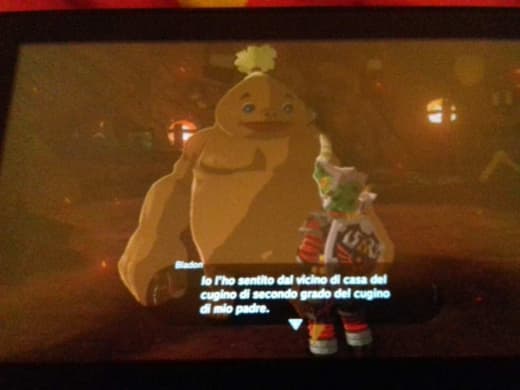 Bladon
Io l'ho sentito dal vicino di casa del
cugino di secondo grado del cugino
di mio padre.